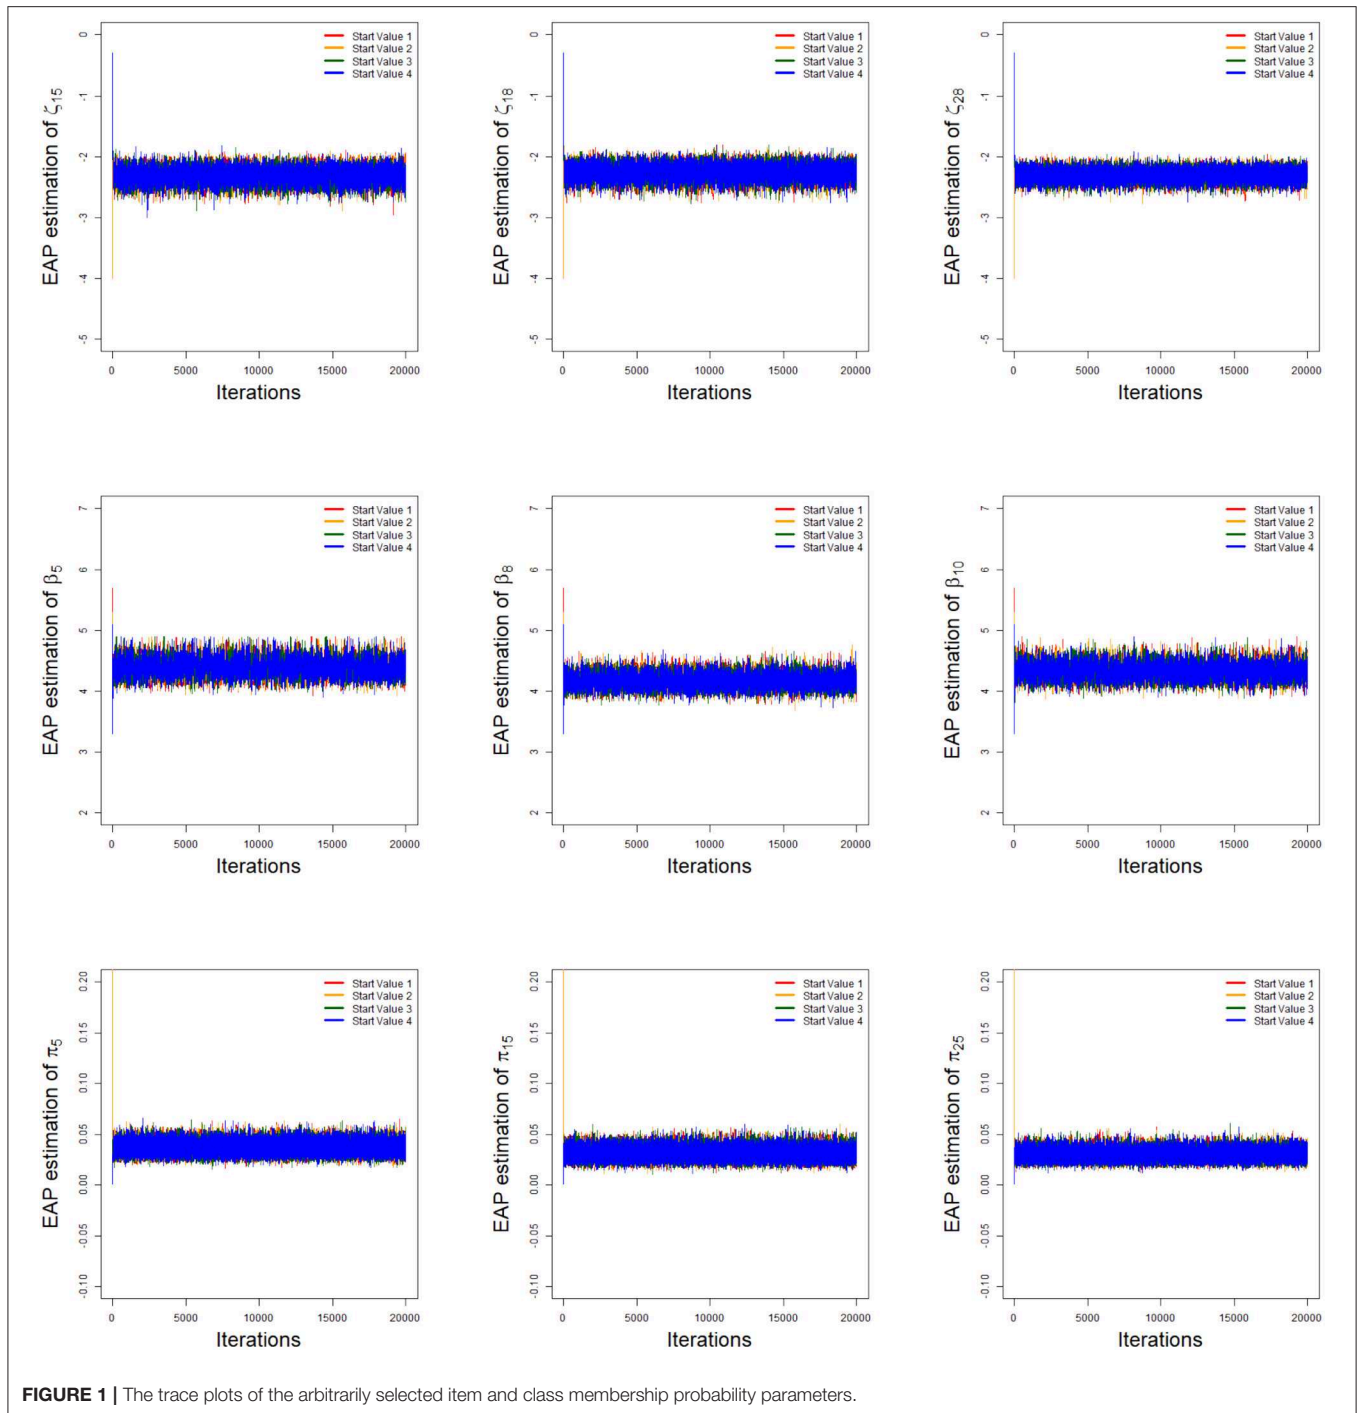 EAP estimation of ζ15
0
-1
-2
-3
-4
-5
Start Value 1
Start Value 2
Start Value 3
Start Value 4
0 5000 10000 15000 20000
Iterations
EAP estimation of ζ18
0
-1
-2
-3
-4
-5
Start Value 1
Start Value 2
Start Value 3
Start Value 4
0 5000 10000 15000 20000
Iterations
EAP estimation of ζ28
0
-1
-2
-3
-4
-5
Start Value 1
Start Value 2
Start Value 3
Start Value 4
0 5000 10000 15000 20000
Iterations
EAP estimation of β5
7
6
5
4
3
2
Start Value 1
Start Value 2
Start Value 3
Start Value 4
0 5000 10000 15000 20000
Iterations
EAP estimation of β8
7
6
5
4
3
2
Start Value 1
Start Value 2
Start Value 3
Start Value 4
0 5000 10000 15000 20000
Iterations
EAP estimation of β10
7
6
5
4
3
2
Start Value 1
Start Value 2
Start Value 3
Start Value 4
0 5000 10000 15000 20000
Iterations
EAP estimation of π5
0.20
0.15
0.10
0.05
0.00
-0.05
-0.10
Start Value 1
Start Value 2
Start Value 3
Start Value 4
0 5000 10000 15000 20000
Iterations
EAP estimation of π15
0.20
0.15
0.10
0.05
0.00
-0.05
-0.10
Start Value 1
Start Value 2
Start Value 3
Start Value 4
0 5000 10000 15000 20000
Iterations
EAP estimation of π25
0.20
0.15
0.10
0.05
0.00
-0.05
-0.10
Start Value 1
Start Value 2
Start Value 3
Start Value 4
0 5000 10000 15000 20000
Iterations
FIGURE 1 | The trace plots of the arbitrarily selected item and class membership probability parameters.